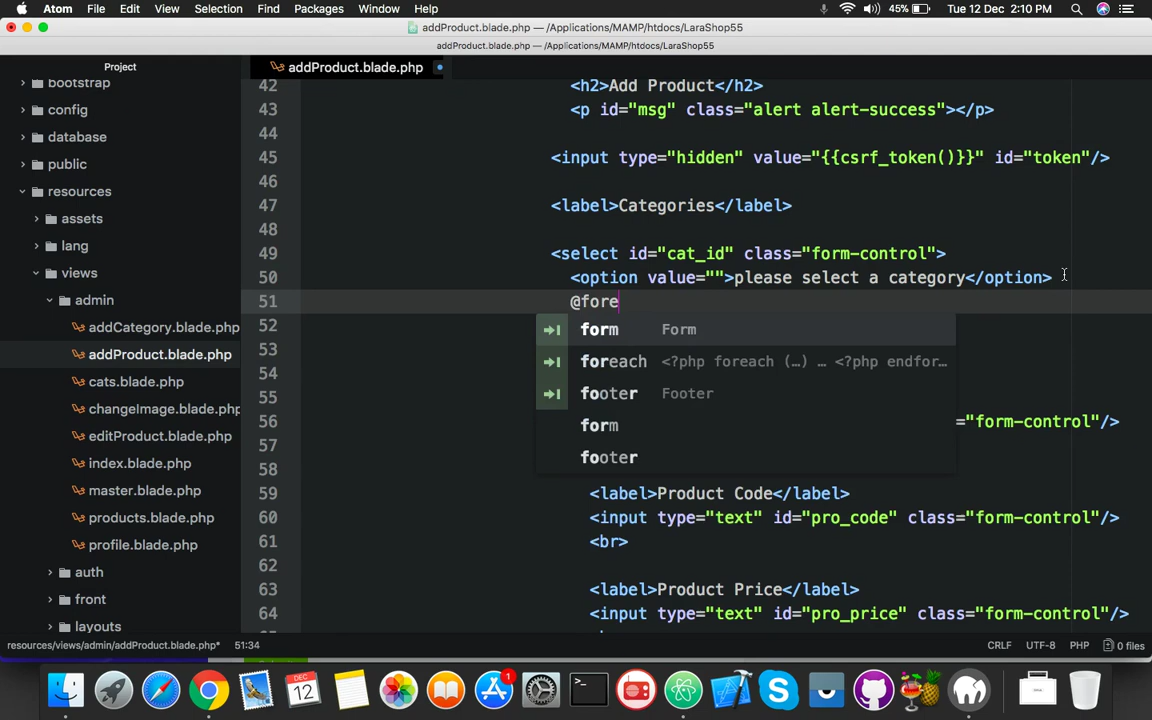 Atom File Edit View Selection Find Packages Window Help 45% Tue 12 Dec 2:10 PM
addProduct.blade.php — /Applications/MAMP/htdocs/LaraShop55
addProduct.blade.php — /Applications/MAMP/htdocs/LaraShop55
Project
addProduct.blade.php
bootstrap
config
database
public
resources
assets
lang
views
admin
addCategory.blade.php
addProduct.blade.php
cats.blade.php
changeImage.blade.php
editProduct.blade.php
index.blade.php
master.blade.php
products.blade.php
profile.blade.php
auth
front
layouts
42 <h2>Add Product</h2>
43 <p id="msg" class="alert alert-success"></p>
44
45 <input type="hidden" value="{{csrf_token()}}" id="token"/>
46
47 <label>Categories</label>
48
49 <select id="cat_id" class="form-control">
50 <option value="">please select a category</option>
51 @fore
52
53
54
55
56 ="form-control"/>
57
58
59 <label>Product Code</label>
60 <input type="text" id="pro_code" class="form-control"/>
61 <br>
62
63 <label>Product Price</label>
64 <input type="text" id="pro_price" class="form-control"/>
form Form
foreach <?php foreach (…) … <?php endfor…
footer Footer
form
footer
resources/views/admin/addProduct.blade.php* 51:34 CRLF UTF-8 PHP 0 files
DEC
12
1